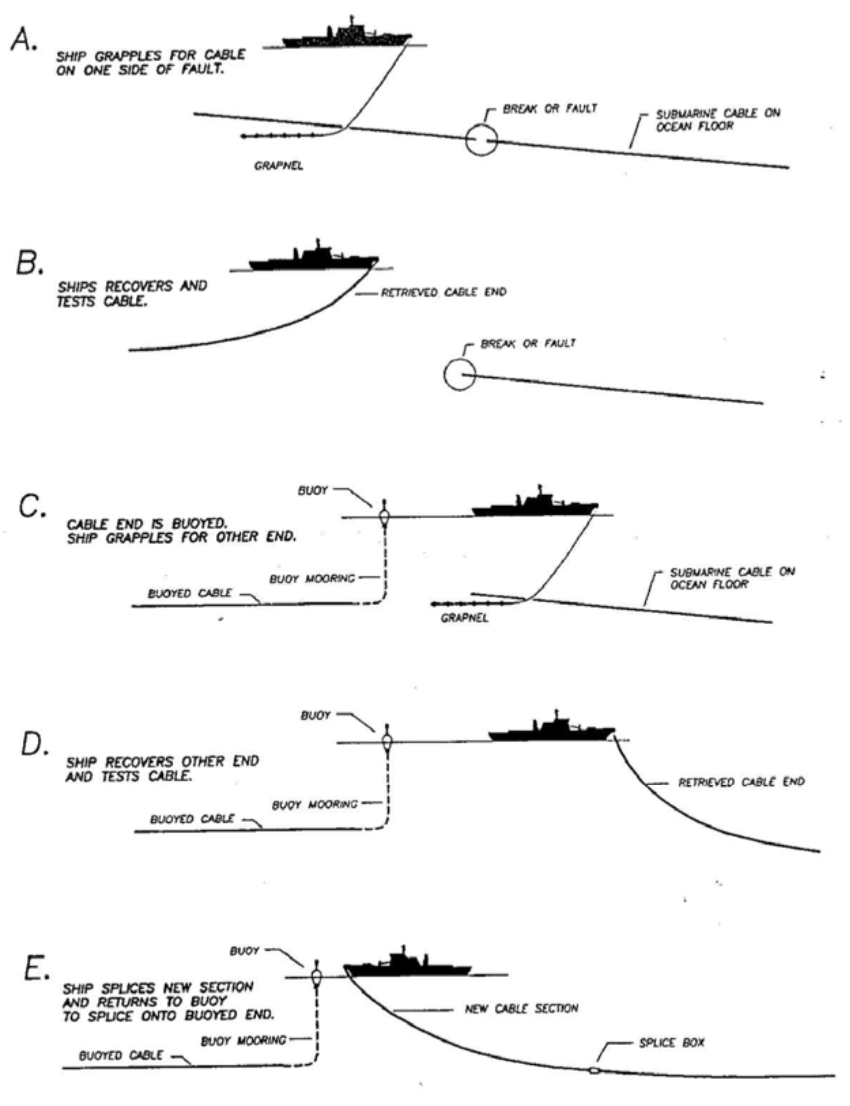 A.
SHIP GRAPPLES FOR CABLE
ON ONE SIDE OF FAULT.
BREAK OR FAULT
SUBMARINE CABLE ON
OCEAN FLOOR
GRAPNEL
B.
SHIPS RECOVERS AND
TESTS CABLE.
RETRIEVED CABLE END
BREAK OR FAULT
C.
CABLE END IS BUOYED.
SHIP GRAPPLES FOR OTHER END.
BUOY
BUOY MOORING
BUOYED CABLE
SUBMARINE CABLE ON
OCEAN FLOOR
GRAPNEL
D.
SHIP RECOVERS OTHER END
AND TESTS CABLE.
BUOY
BUOY MOORING
BUOYED CABLE
RETRIEVED CABLE END
E.
SHIP SPLICES NEW SECTION
AND RETURNS TO BUOY
TO SPLICE ONTO BUOYED END.
BUOY
NEW CABLE SECTION
BUOY MOORING
BUOYED CABLE
SPLICE BOX